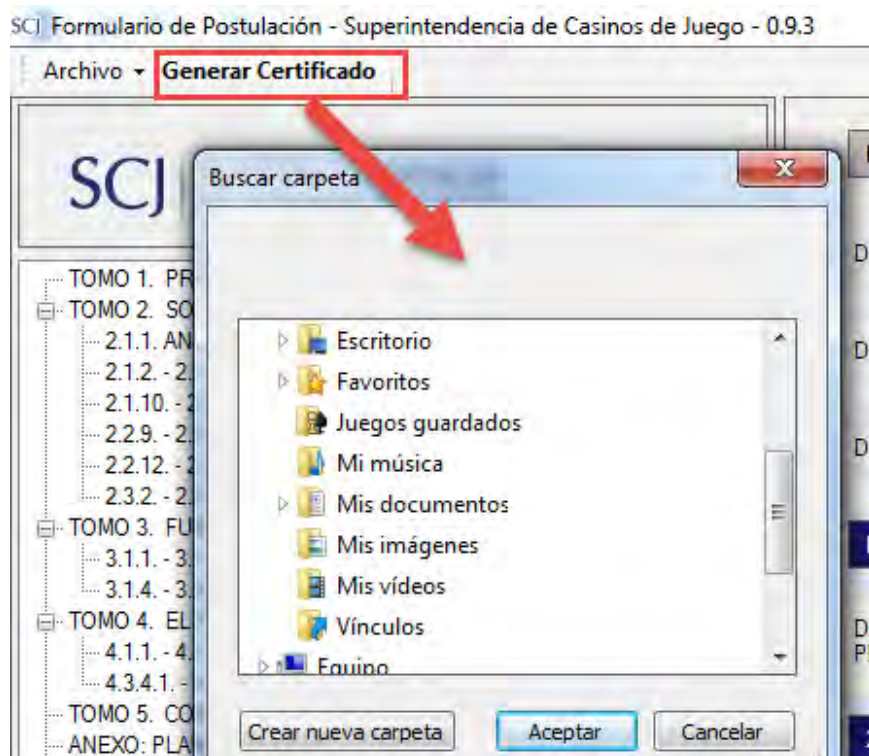 SCJ Formulario de Postulación - Superintendencia de Casinos de Juego - 0.9.3
Archivo Generar Certificado
SCJ
Buscar carpeta
TOMO 1. PR
TOMO 2. SO
2.1.1. AN
2.1.2. - 2.
2.1.10. - 2
2.2.9. - 2.
2.2.12. - 2
2.3.2. - 2.
TOMO 3. FU
3.1.1. - 3.
3.1.4. - 3.
TOMO 4. EL
4.1.1. - 4.
4.3.4.1. -
TOMO 5. CO
ANEXO: PLA
Escritorio
Favoritos
Juegos guardados
Mi música
Mis documentos
Mis imágenes
Mis vídeos
Vínculos
Equipo
Crear nueva carpeta Aceptar Cancelar
D
D
D
D